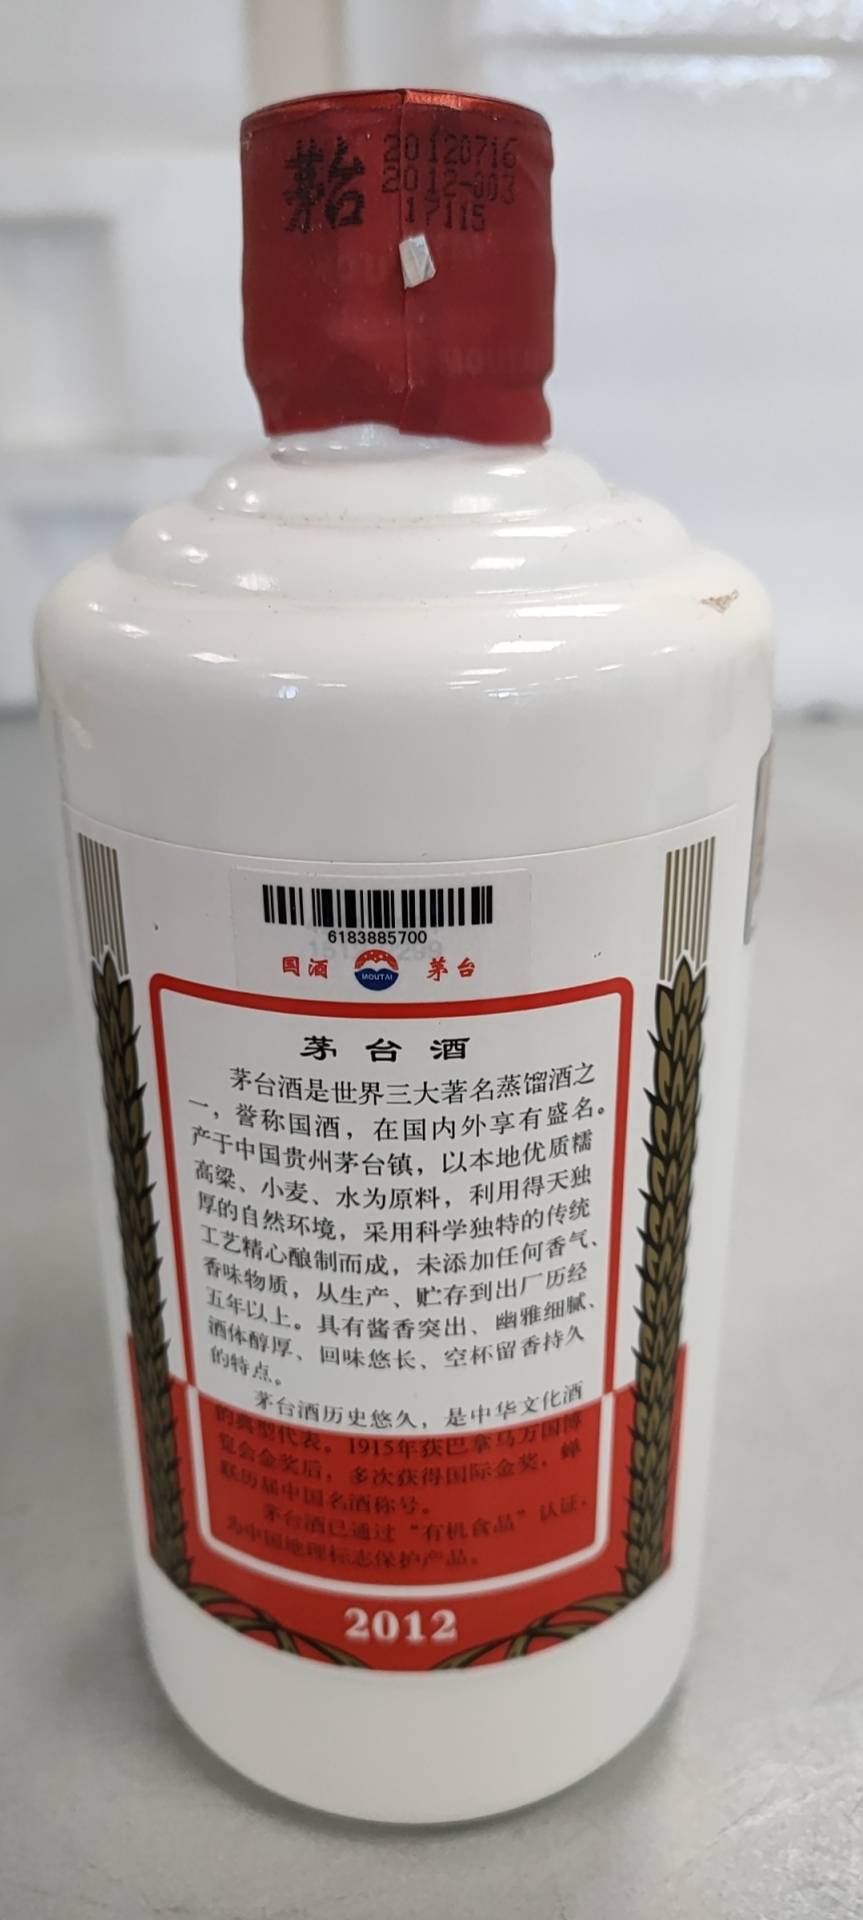 茅台
20120716
2012-003
17115
6183885700
国酒 MOUTAI 茅台
茅台酒
茅台酒是世界三大著名蒸馏酒之
一，誉称国酒，在国内外享有盛名。
产于中国贵州茅台镇，以本地优质糯
高粱、小麦、水为原料，利用得天独
厚的自然环境，采用科学独特的传统
工艺精心酿制而成，未添加任何香气、
香味物质，从生产、贮存到出厂历经
五年以上。具有酱香突出、幽雅细腻、
酒体醇厚、回味悠长、空杯留香持久
的特点。
茅台酒历史悠久，是中华文化酒
的典型代表。1915年获巴拿马万国博
览会金奖后，多次获得国际金奖，蝉
联历届中国名酒称号。
茅台酒已通过“有机食品”认证，
为中国地理标志保护产品。
2012